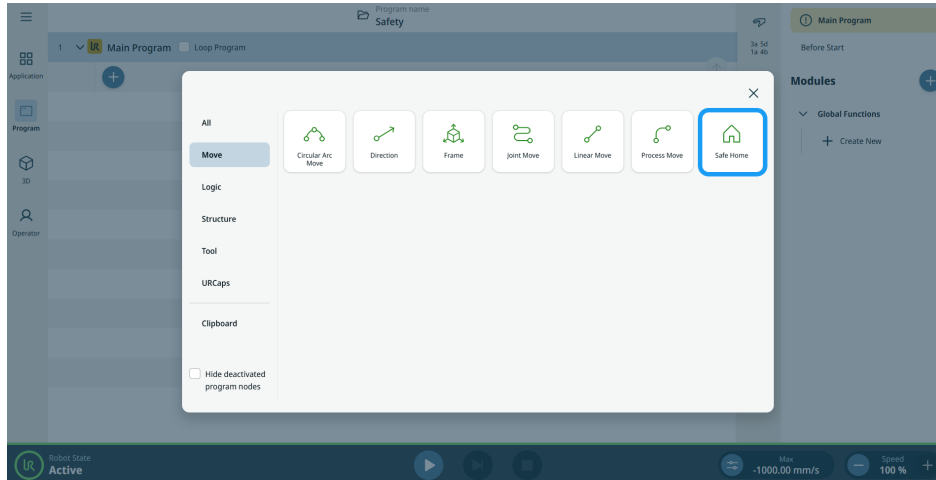 Program name
Safety
1 UR Main Program Loop Program
3a 5d
1a 4b
Main Program
Before Start
Modules
Global Functions
Create New
Application
Program
3D
Operator
All
Move
Logic
Structure
Tool
URCaps
Clipboard
Hide deactivated
program nodes
Circular Arc
Move
Direction
Frame
Joint Move
Linear Move
Process Move
Safe Home
UR
Robot State
Active
Max
-1000.00 mm/s
Speed
100 %